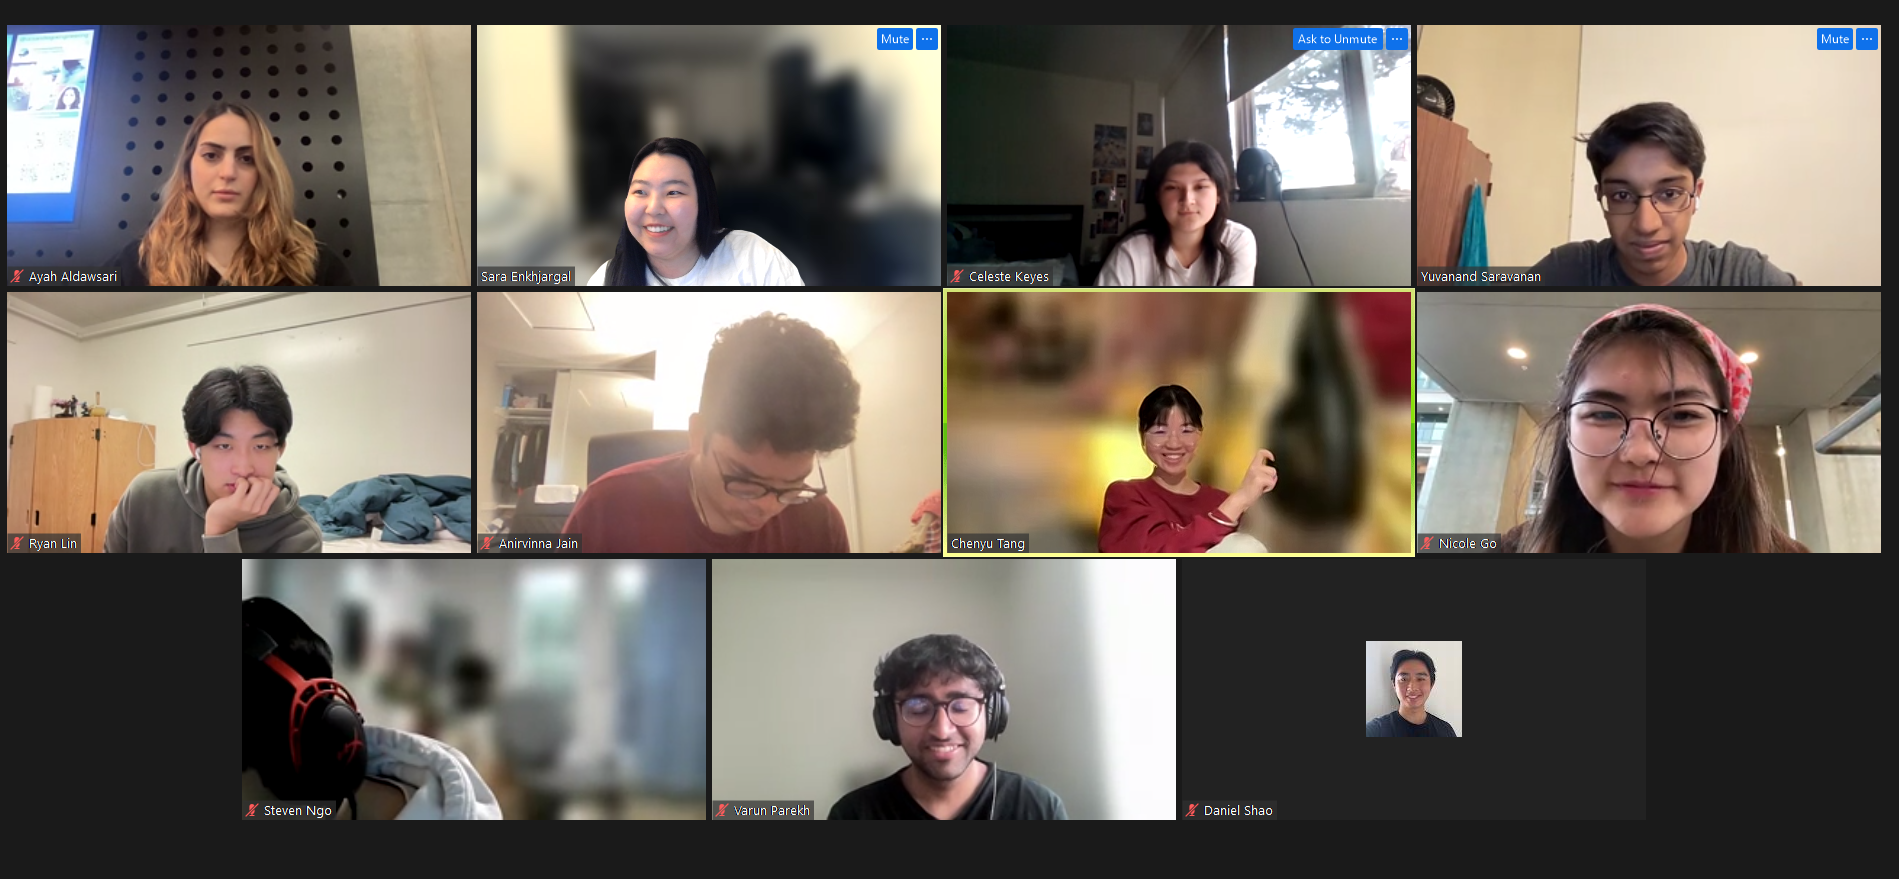 Mute ...
Ask to Unmute ...
Mute ...
Ayah Aldawsari
Sara Enkhjargal
Celeste Keyes
Yuvanand Saravanan
Ryan Lin
Anirvinna Jain
Chenyu Tang
Nicole Go
Steven Ngo
Varun Parekh
Daniel Shao